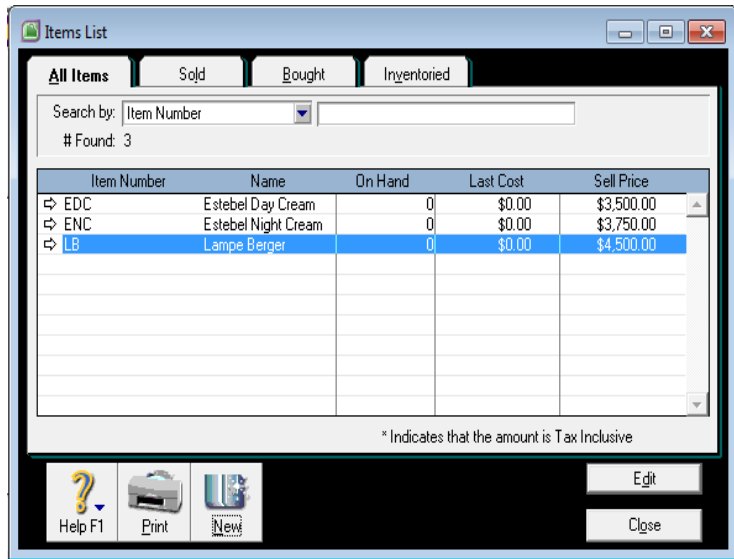 Items List
All Items Sold Bought Inventoried
Search by: Item Number
# Found: 3
Item Number Name On Hand Last Cost Sell Price
EDC Estebel Day Cream 0 $0.00 $3,500.00
ENC Estebel Night Cream 0 $0.00 $3,750.00
LB Lampe Berger 0 $0.00 $4,500.00
* Indicates that the amount is Tax Inclusive
Help F1 Print New
Edit
Close